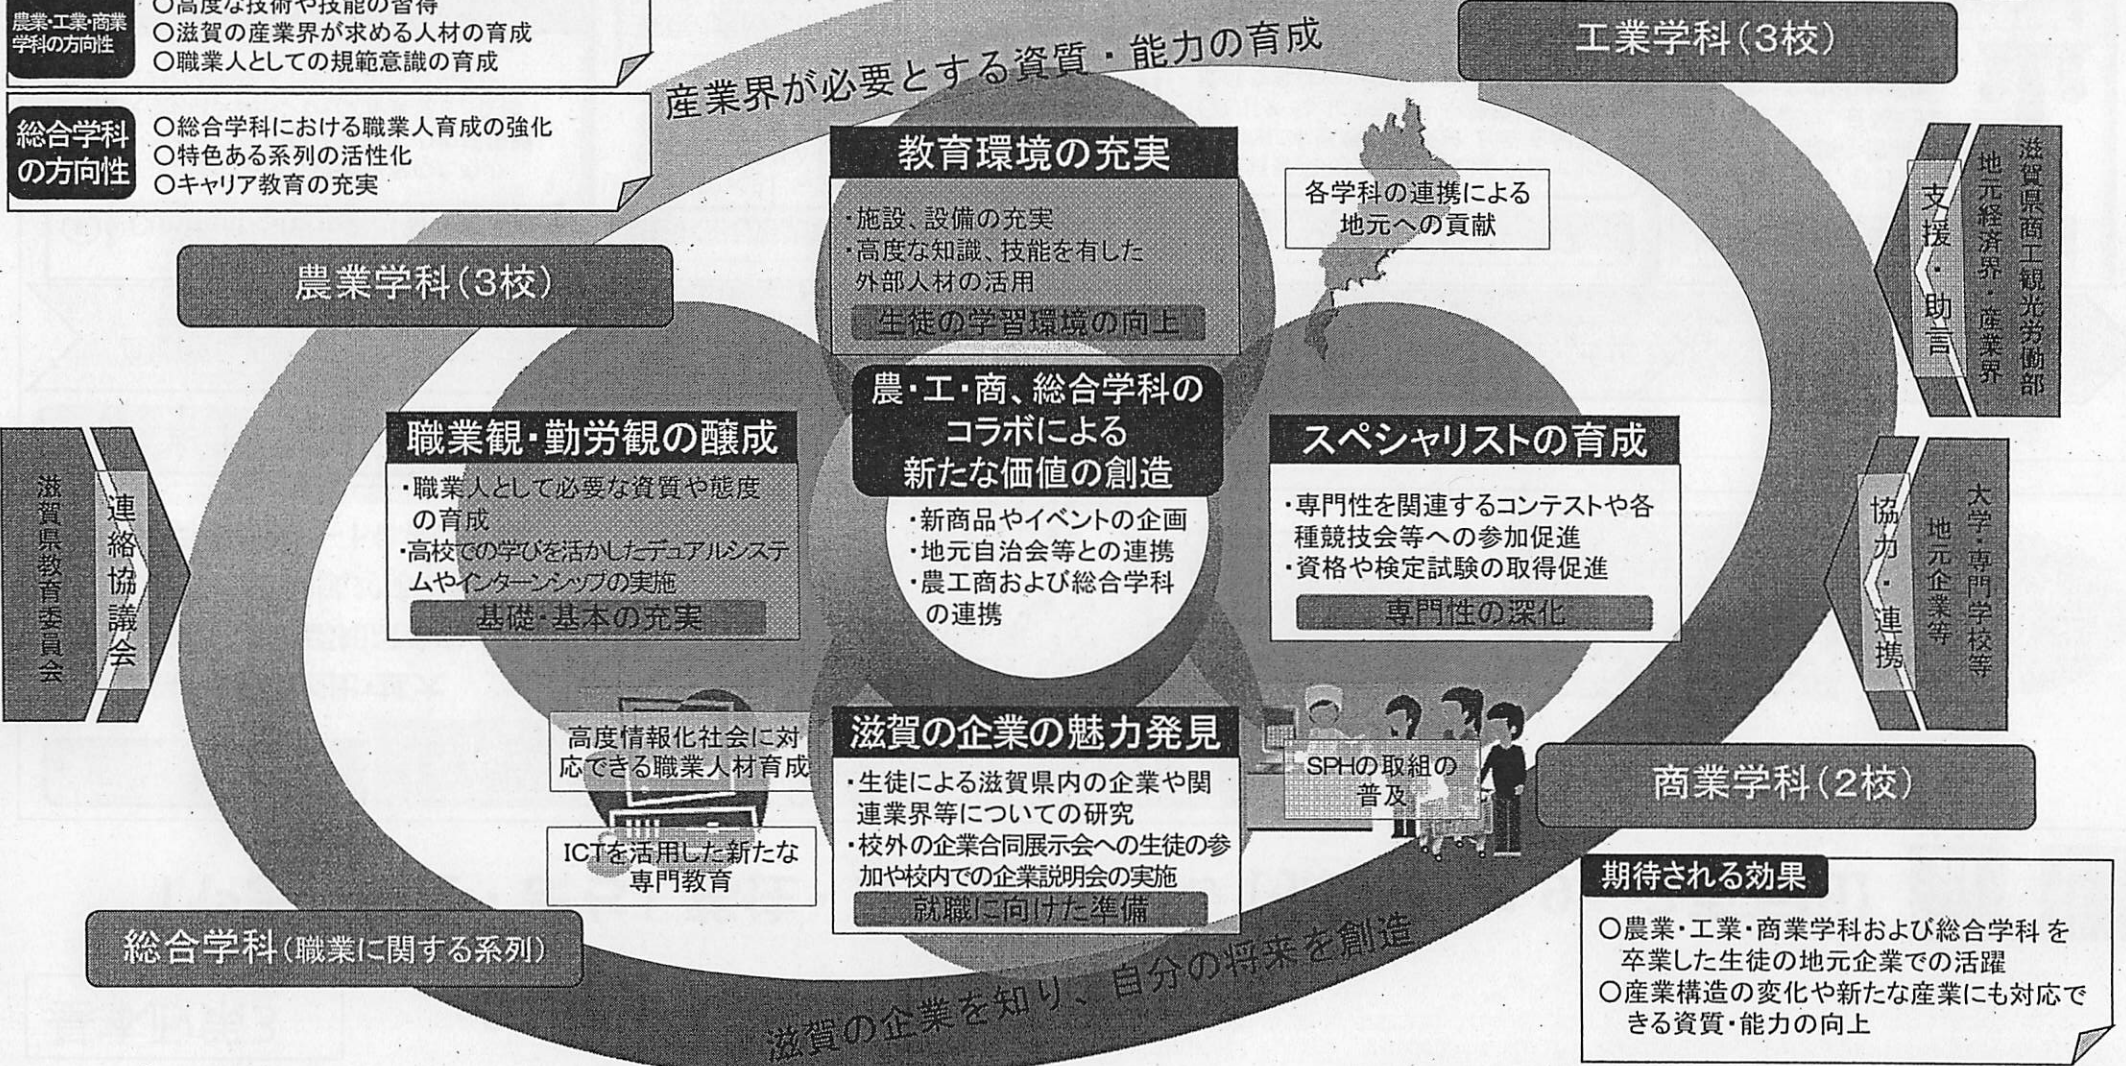 農業・工業・商業
学科の方向性
○高度な技術や技能の習得
○滋賀の産業界が求める人材の育成
○職業人としての規範意識の育成
総合学科
の方向性
○総合学科における職業人育成の強化
○特色ある系列の活性化
○キャリア教育の充実
産業界が必要とする資質・能力の育成
工業学科(3校)
農業学科(3校)
教育環境の充実
・施設、設備の充実
・高度な知識、技能を有した
外部人材の活用
生徒の学習環境の向上
各学科の連携による
地元への貢献
滋賀県商工観光労働部
地元経済界・産業界
支援・助言
農・工・商、総合学科の
コラボによる
新たな価値の創造
・新商品やイベントの企画
・地元自治会等との連携
・農工商および総合学科
の連携
職業観・勤労観の醸成
・職業人として必要な資質や態度
の育成
・高校での学びを活かしたデュアルシステ
ムやインターンシップの実施
基礎・基本の充実
スペシャリストの育成
・専門性を関連するコンテストや各
種競技会等への参加促進
・資格や検定試験の取得促進
専門性の深化
滋賀県教育委員会
連絡協議会
大学・専門学校等
地元企業等
協力・連携
高度情報化社会に対
応できる職業人材育成
ICTを活用した新たな
専門教育
滋賀の企業の魅力発見
・生徒による滋賀県内の企業や関
連業界等についての研究
・校外の企業合同展示会への生徒の参
加や校内での企業説明会の実施
就職に向けた準備
SPHの取組の
普及
商業学科(2校)
総合学科(職業に関する系列)
滋賀の企業を知り、自分の将来を創造
期待される効果
○農業・工業・商業学科および総合学科を
卒業した生徒の地元企業での活躍
○産業構造の変化や新たな産業にも対応で
きる資質・能力の向上